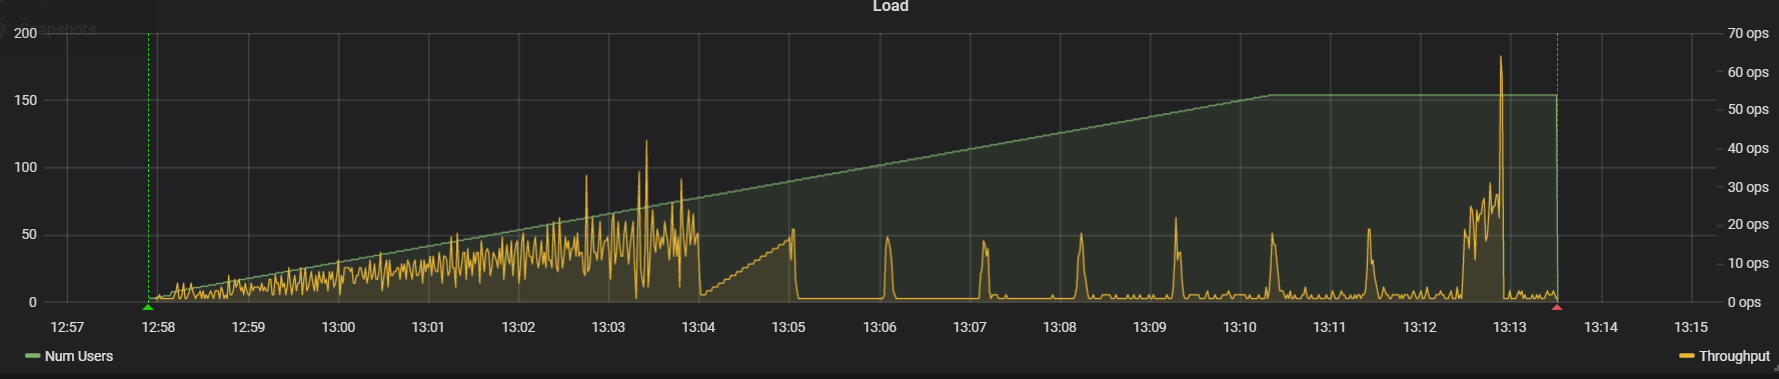 Snapshots
Load
200
150
100
50
0
70 ops
60 ops
50 ops
40 ops
30 ops
20 ops
10 ops
0 ops
12:57 12:58 12:59 13:00 13:01 13:02 13:03 13:04 13:05 13:06 13:07 13:08 13:09 13:10 13:11 13:12 13:13 13:14 13:15
Num Users
Throughput